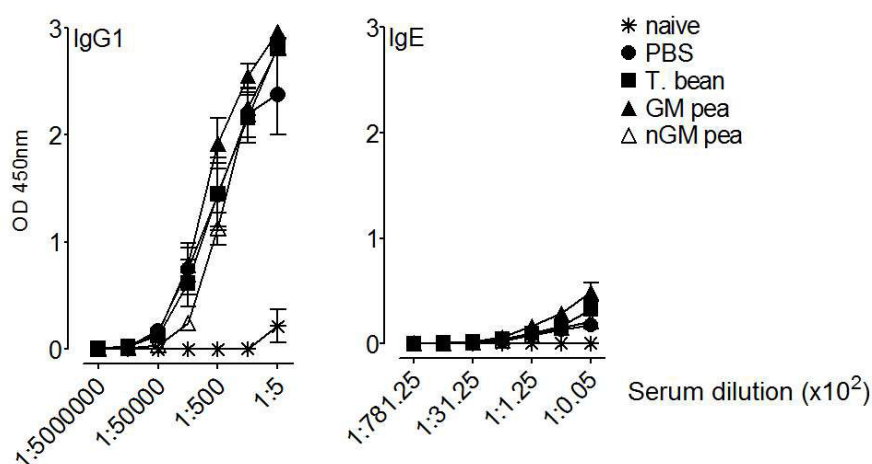 IgG1
3
2
1
0
OD 450nm
1:5000000
1:50000
1:500
1:5
IgE
3
2
1
0
1:781.25
1:31.25
1:1.25
1:0.05
naive
PBS
T. bean
GM pea
nGM pea
Serum dilution (x10²)